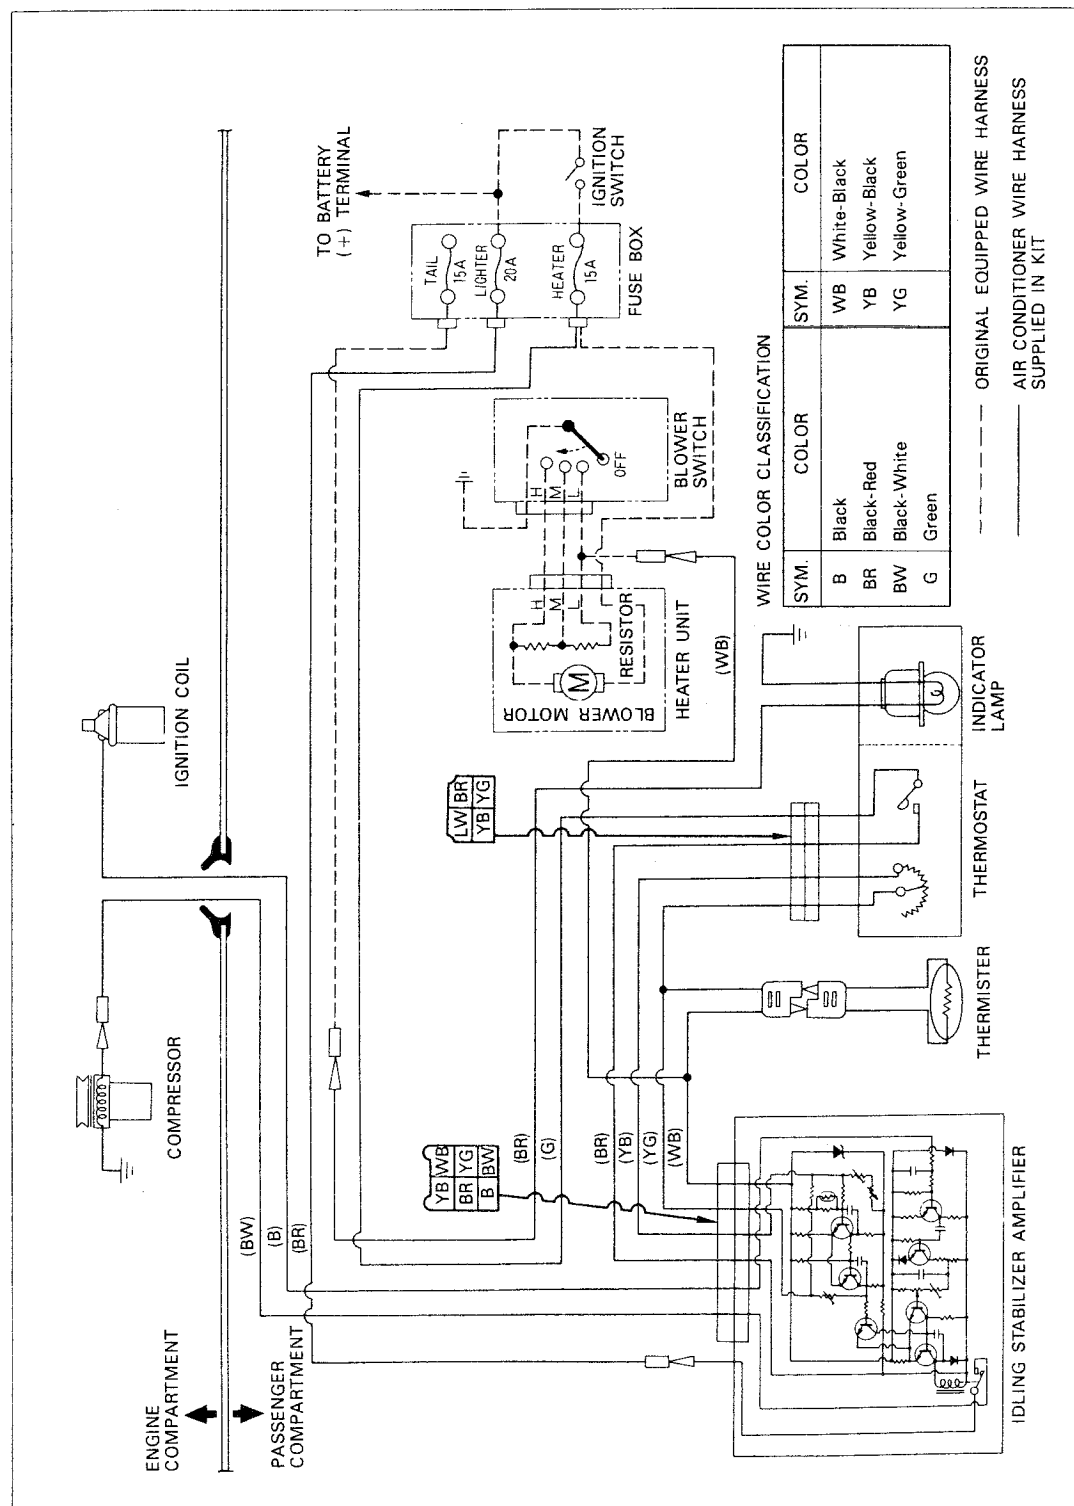 ENGINE
COMPARTMENT
PASSENGER
COMPARTMENT
COMPRESSOR
IGNITION COIL
(BW)
(B)
(BR)
TO BATTERY
(+) TERMINAL
TAIL
15A
LIGHTER
20A
HEATER
15A
FUSE BOX
IGNITION
SWITCH
H
M
L
OFF
BLOWER
SWITCH
H
M
L
M
RESISTOR
BLOWER MOTOR
HEATER UNIT
(WB)
LW BR
YB YG
YB WB
BR YG
B BW
(BR)
(G)
(BR)
(YB)
(YG)
(WB)
IDLING STABILIZER AMPLIFIER
THERMISTER
THERMOSTAT
INDICATOR
LAMP
WIRE COLOR CLASSIFICATION
SYM. COLOR SYM. COLOR
B Black WB White-Black
BR Black-Red YB Yellow-Black
BW Black-White YG Yellow-Green
G Green
ORIGINAL EQUIPPED WIRE HARNESS
AIR CONDITIONER WIRE HARNESS
SUPPLIED IN KIT